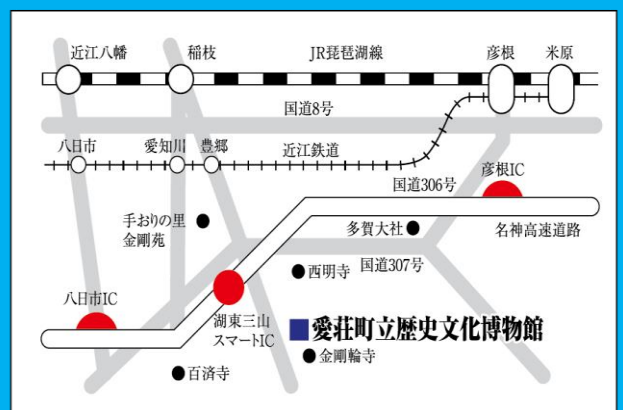 近江八幡
稲枝
JR琵琶湖線
彦根
米原
国道8号
八日市
愛知川
豊郷
近江鉄道
彦根IC
国道306号
手おりの里
金剛苑
多賀大社
名神高速道路
西明寺
国道307号
八日市IC
湖東三山
スマートIC
愛荘町立歴史文化博物館
金剛輪寺
百済寺